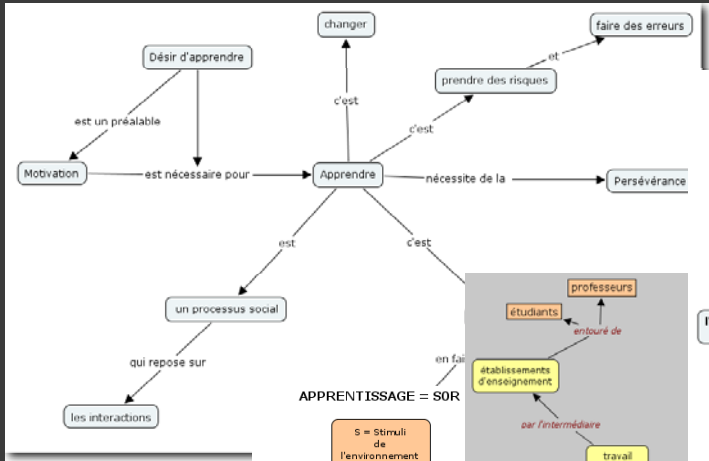 changer
faire des erreurs
Désir d'apprendre
et
prendre des risques
est un préalable
c'est
c'est
Motivation
est nécessaire pour
Apprendre
nécessite de la
Persévérance
est
c'est
un processus social
professeurs
étudiants
entouré de
qui repose sur
en fai
établissements
d'enseignement
APPRENTISSAGE = SOR
les interactions
par l'intermédiaire
S = Stimuli
de
l'environnement
travail